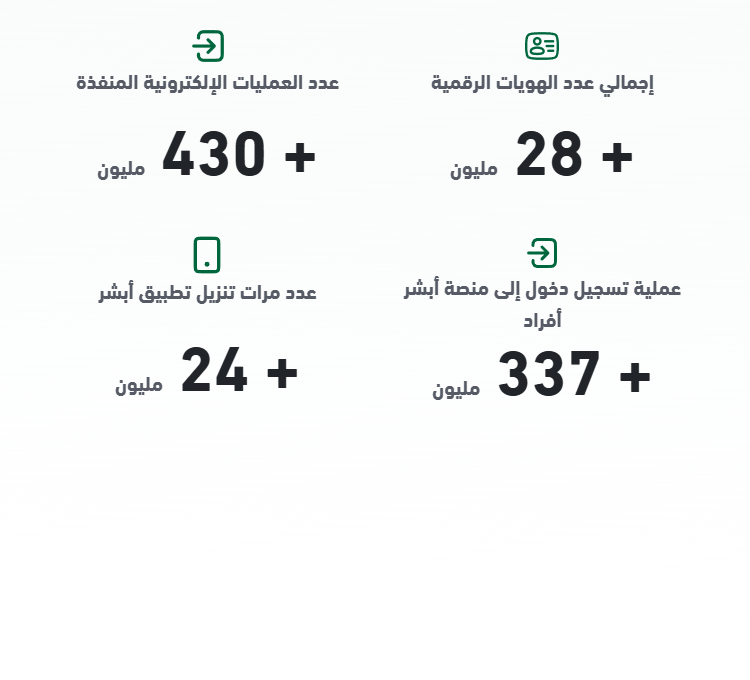 إجمالي عدد الهويات الرقمية
+ 28 مليون
عدد العمليات الإلكترونية المنفذة
+ 430 مليون
عملية تسجيل دخول إلى منصة أبشر
أفراد
+ 337 مليون
عدد مرات تنزيل تطبيق أبشر
+ 24 مليون